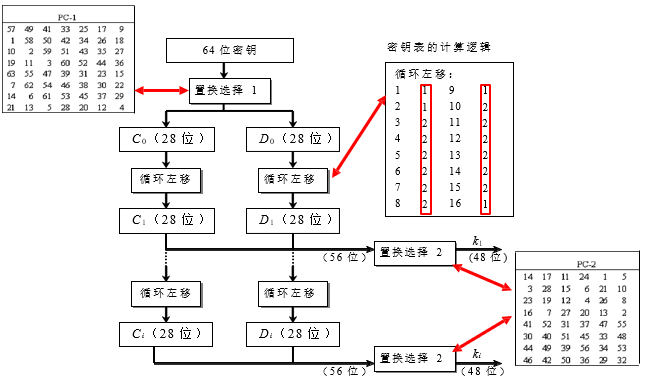 PC-1
57 49 41 33 25 17 9
1 58 50 42 34 26 18
10 2 59 51 43 35 27
19 11 3 60 52 44 36
63 55 47 39 31 23 15
7 62 54 46 38 30 22
14 6 61 53 45 37 29
21 13 5 28 20 12 4
64位密钥
置换选择 1
密钥表的计算逻辑
循环左移：
1 1 9 1
2 1 10 2
3 2 11 2
4 2 12 2
5 2 13 2
6 2 14 2
7 2 15 2
8 2 16 1
C0（28 位） D0（28 位）
循环左移 循环左移
C1（28 位） D1（28 位）
(56 位) 置换选择 2 k1 (48 位)
循环左移 循环左移
Ci（28 位） Di（28 位）
(56 位) 置换选择 2 ki (48 位)
PC-2
14 17 11 24 1 5
3 28 15 6 21 10
23 19 12 4 26 8
16 7 27 20 13 2
41 52 31 37 47 55
30 40 51 45 33 48
44 49 39 56 34 53
46 42 50 36 29 32